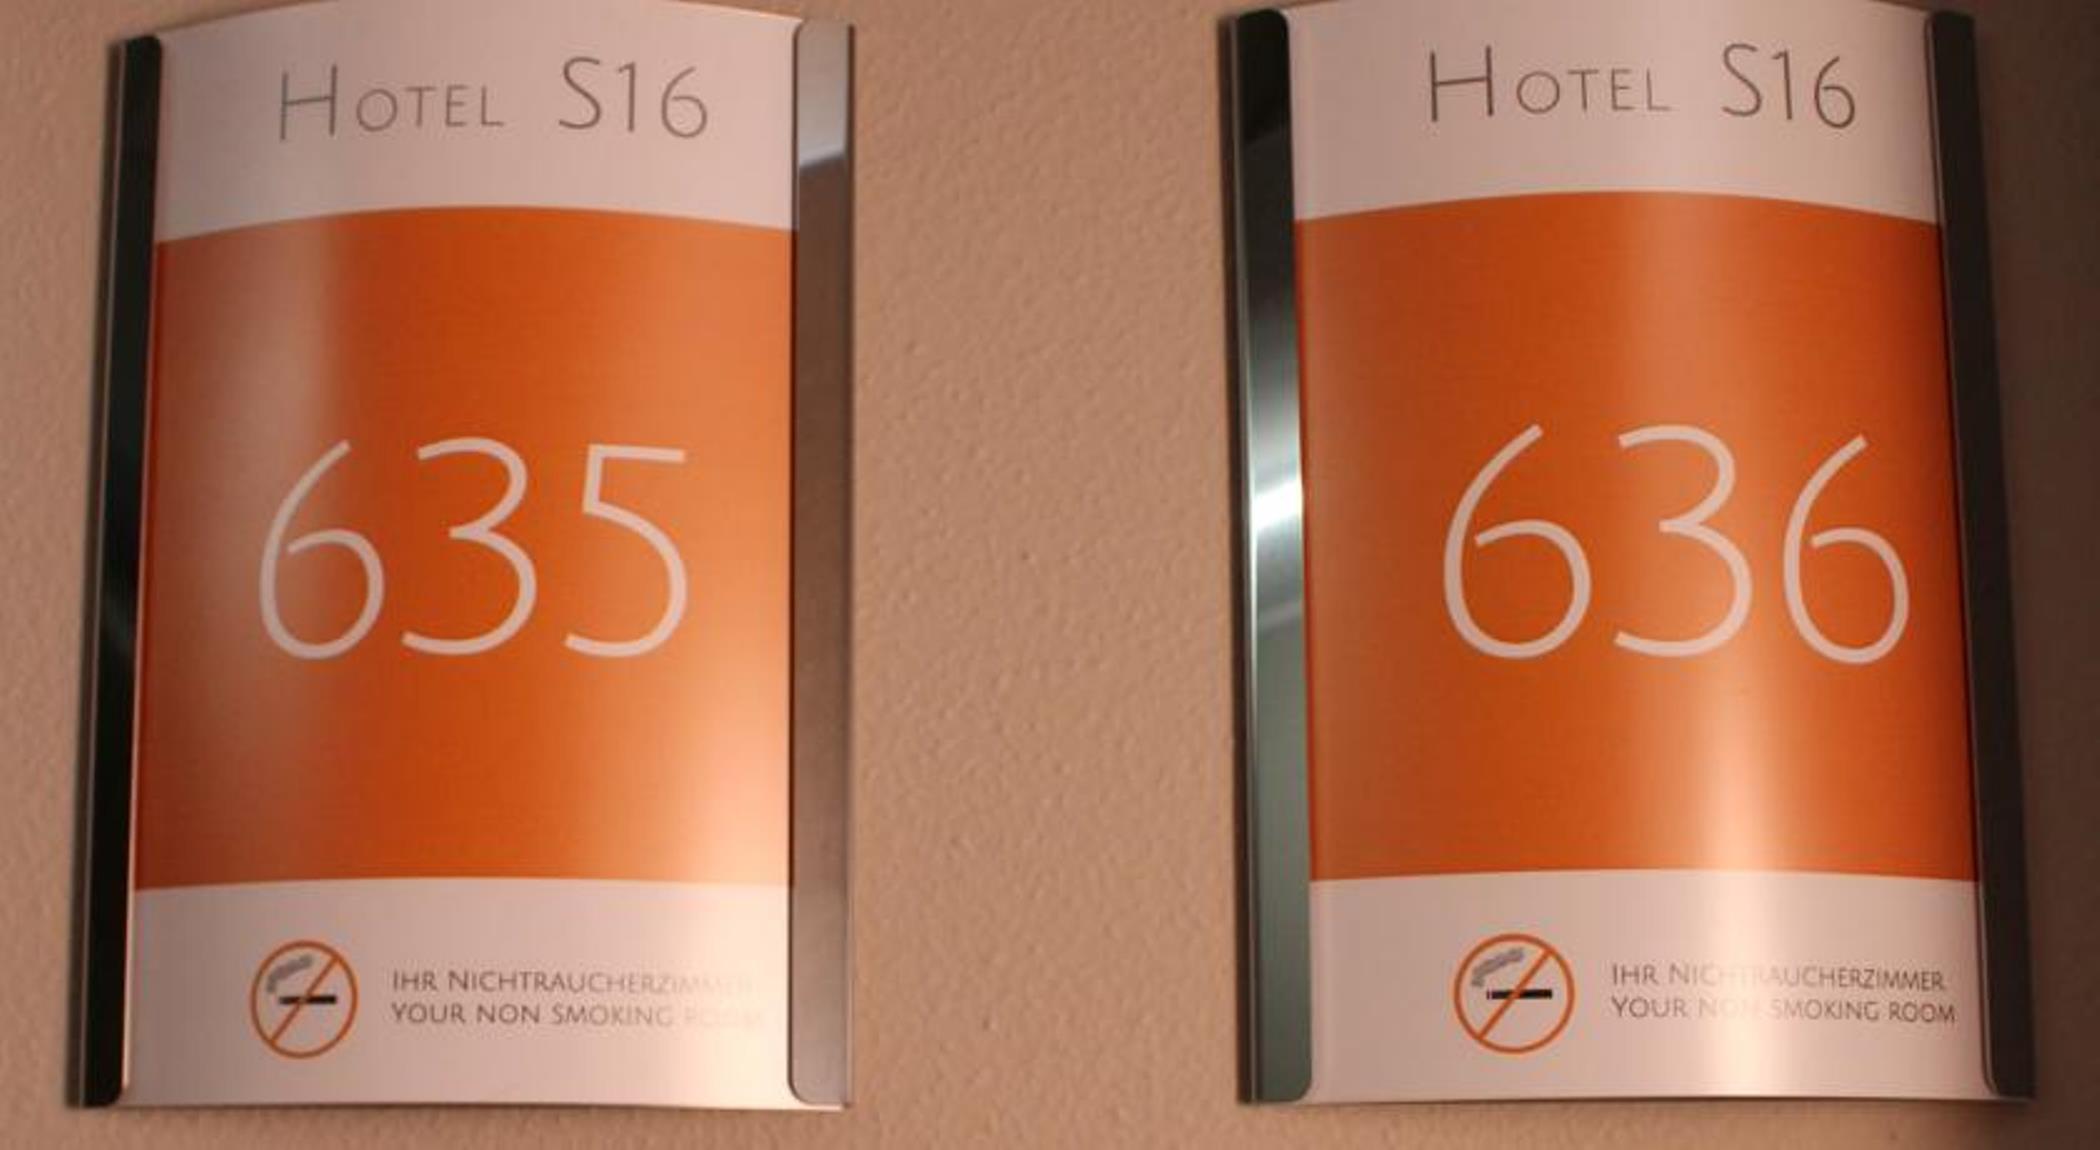 Hotel S16
635
IHR NICHTRAUCHERZIMMER
YOUR NON SMOKING ROOM
Hotel S16
636
IHR NICHTRAUCHERZIMMER
YOUR NON SMOKING ROOM